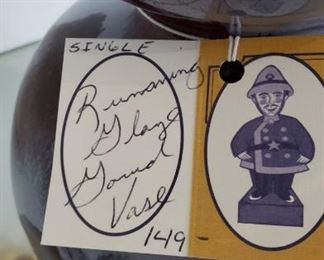 SINGLE
Running
Glaze
Gourd
Vase
149